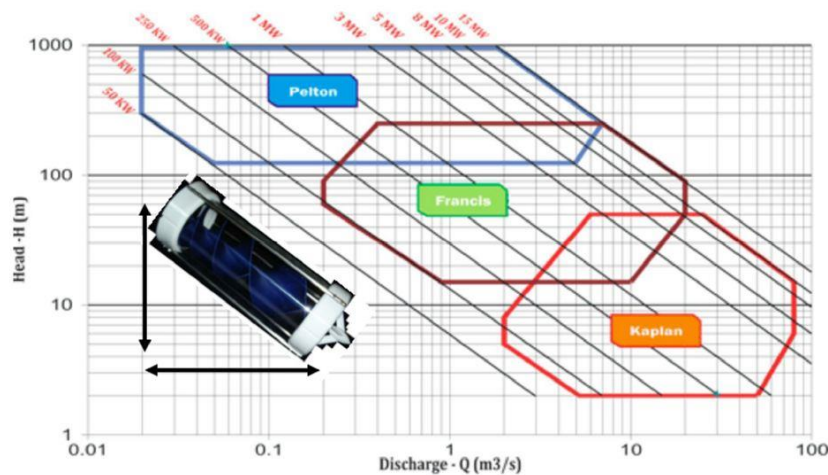 50 KW
100 KW
250 KW
500 KW
1 MW
3 MW
5 MW
8 MW
10 MW
15 MW
1000
Pelton
100
Francis
Head -H (m)
10
Kaplan
1
0.01
0.1
1
10
100
Discharge - Q (m3/s)